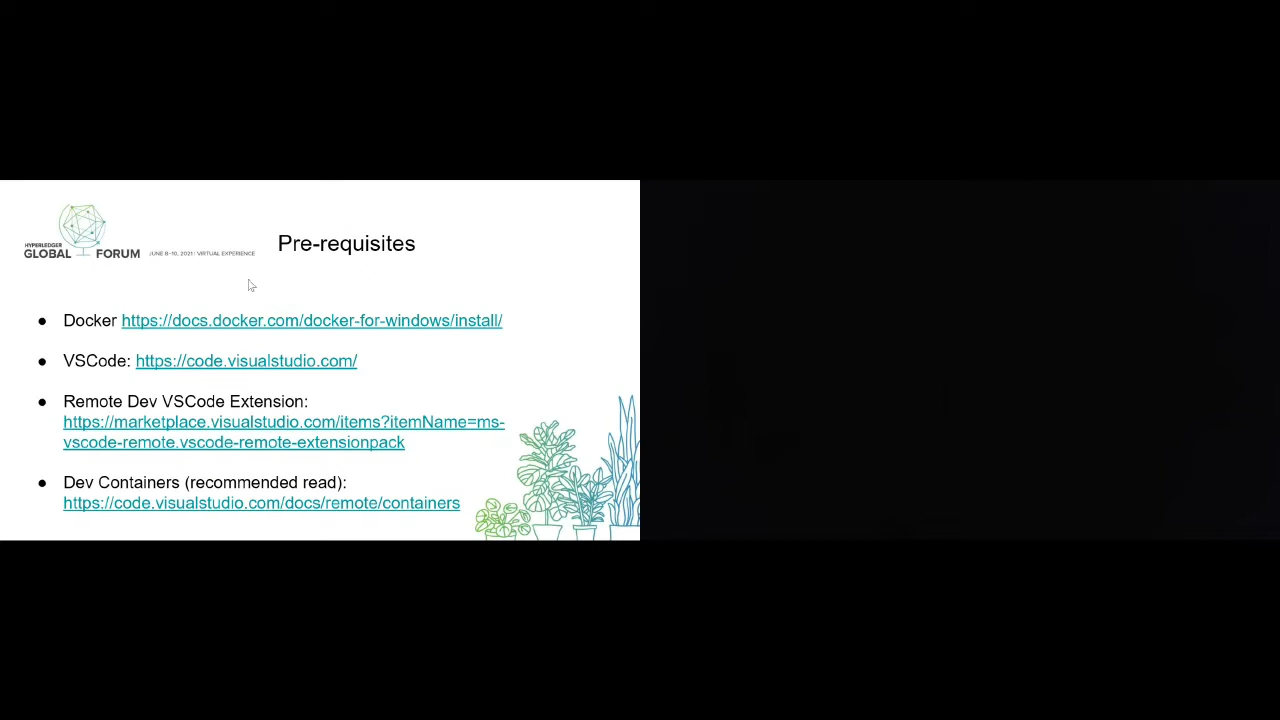 HYPERLEDGER
GLOBAL FORUM
JUNE 8-10, 2021 | VIRTUAL EXPERIENCE
Pre-requisites
● Docker https://docs.docker.com/docker-for-windows/install/
● VSCode: https://code.visualstudio.com/
● Remote Dev VSCode Extension:
https://marketplace.visualstudio.com/items?itemName=ms-
vscode-remote.vscode-remote-extensionpack
● Dev Containers (recommended read):
https://code.visualstudio.com/docs/remote/containers